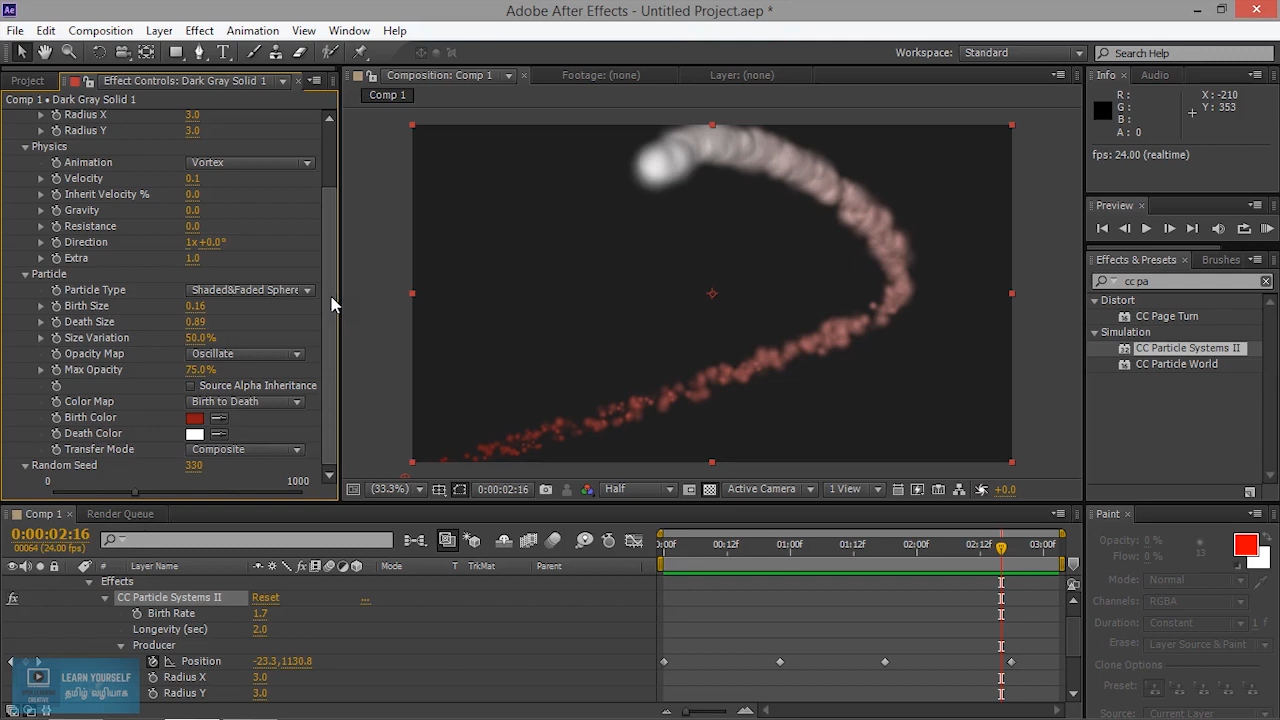 Ae Adobe After Effects - Untitled Project.aep *
File Edit Composition Layer Effect Animation View Window Help
Workspace: Standard Search Help
Project Effect Controls: Dark Gray Solid 1
Comp 1 • Dark Gray Solid 1
Radius X 3.0
Radius Y 3.0
Physics
Animation Vortex
Velocity 0.1
Inherit Velocity % 0.0
Gravity 0.0
Resistance 0.0
Direction 1x+0.0°
Extra 1.0
Particle
Particle Type Shaded&Faded Sphere
Birth Size 0.16
Death Size 0.89
Size Variation 50.0%
Opacity Map Oscillate
Max Opacity 75.0%
Source Alpha Inheritance
Color Map Birth to Death
Birth Color
Death Color
Transfer Mode Composite
Random Seed 330
0 1000
Composition: Comp 1 Footage: (none) Layer: (none)
Comp 1
(33.3%) 0:00:02:16 Half Active Camera 1 View +0.0
Info Audio
R: X: -210
G: Y: 353
B:
A: 0
fps: 24.00 (realtime)
Preview
Effects & Presets Brushes
cc pa
Distort
CC Page Turn
Simulation
CC Particle Systems II
CC Particle World
Comp 1 Render Queue
0:00:02:16
00064 (24.00 fps)
# Layer Name Mode T TrkMat Parent
:00f 00:12f 01:00f 01:12f 02:00f 02:12f 03:00f
Effects
fx CC Particle Systems II Reset ...
Birth Rate 1.7
Longevity (sec) 2.0
Producer
Position -23.3,1130.8
Radius X 3.0
Radius Y 3.0
LEARN YOURSELF
தமிழ் வழியாக
CREATIVE
Paint
Opacity: 0 %
Flow: 0 % 13
Mode: Normal
Channels: RGBA
Duration: Constant 1 f
Erase: Layer Source & Paint
Clone Options
Preset:
Source: Current Layer